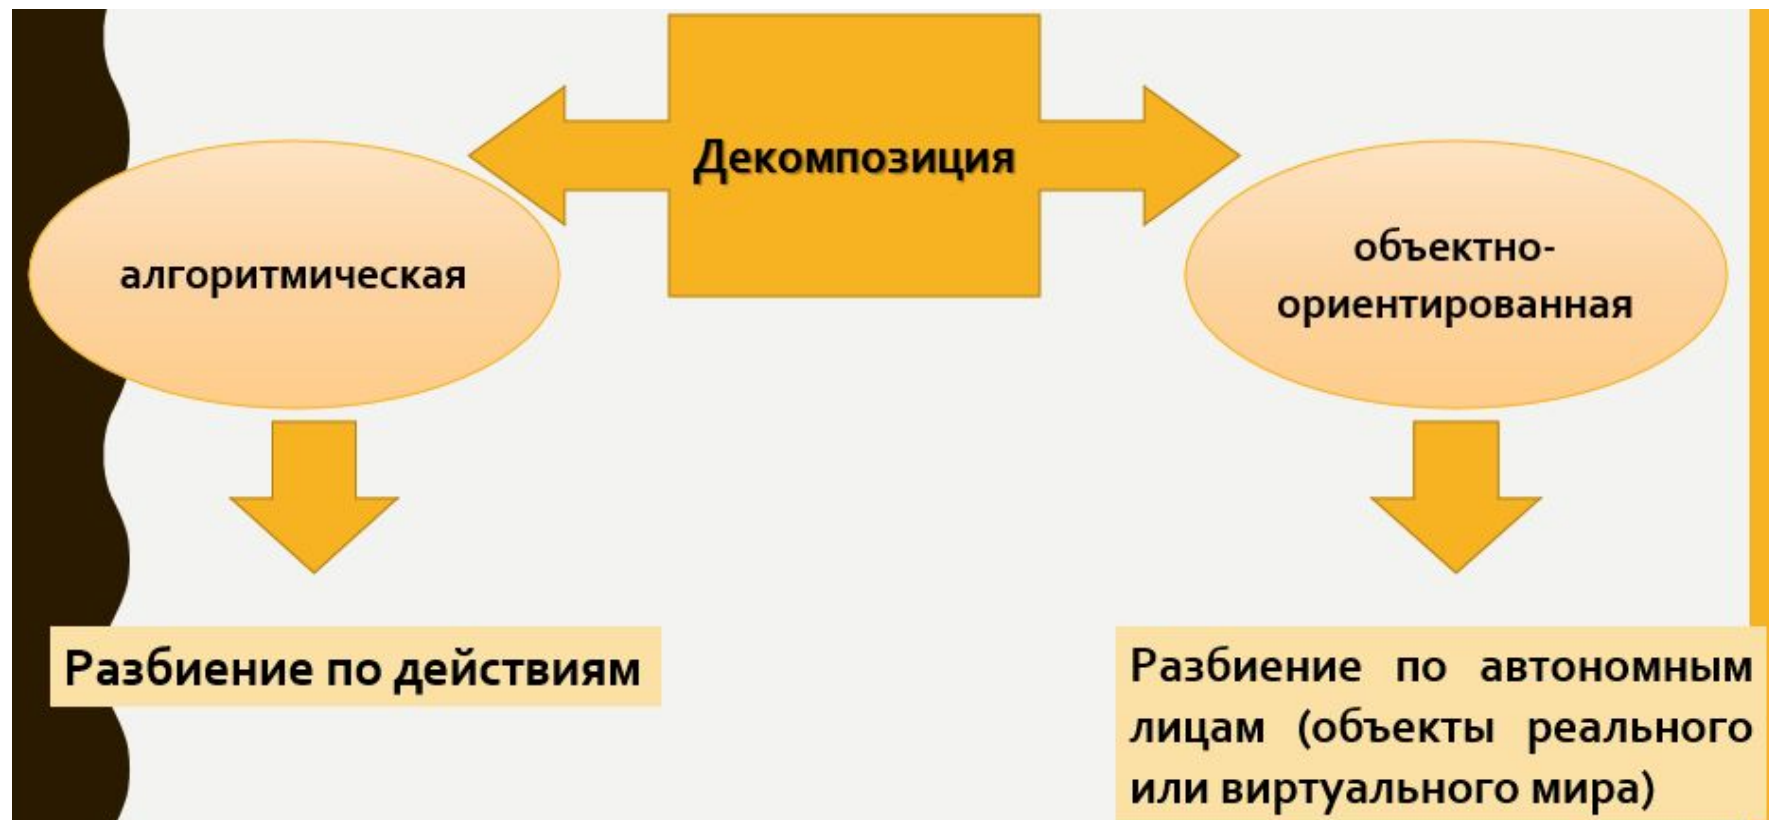 Декомпозиция
алгоритмическая
объектно-
ориентированная
Разбиение по действиям
Разбиение по автономным
лицам (объекты реального
или виртуального мира)